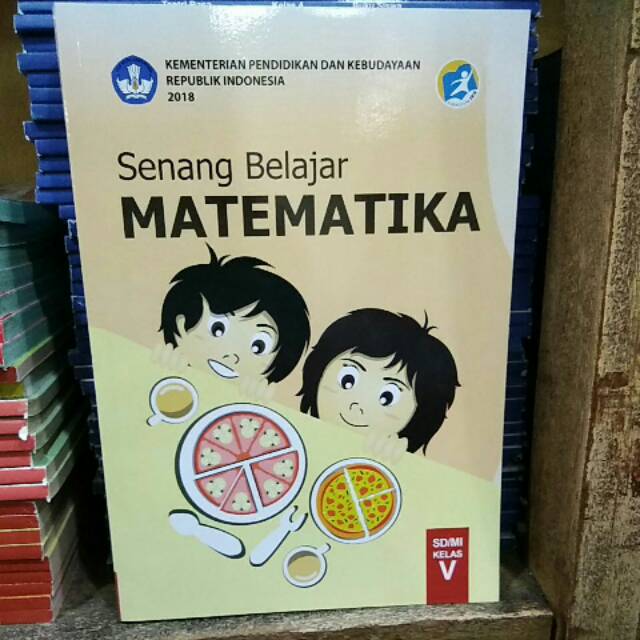 KEMENTERIAN PENDIDIKAN DAN KEBUDAYAAN
REPUBLIK INDONESIA
2018
Senang Belajar
MATEMATIKA
SD/MI
KELAS
V